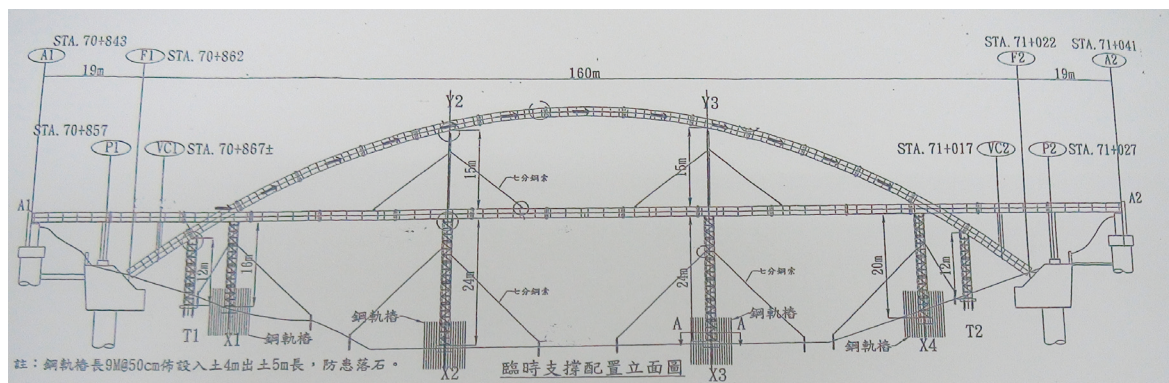 STA. 70+843
A1
F1 STA. 70+862
STA. 71+022
F2
STA. 71+041
A2
19m
160m
19m
Y2
Y3
STA. 70+857
P1
VC1 STA. 70+867±
STA. 71+017 VC2
P2 STA. 71+027
15m
15m
七分鋼索
A1
A2
12m
16m
24m
24m
20m
12m
七分鋼索
七分鋼索
T1
X1
鋼軌樁
鋼軌樁
X2
A A
鋼軌樁
X3
鋼軌樁
X4
T2
註：鋼軌樁長9M@50cm佈設入土4m出土5m長，防患落石。
臨時支撐配置立面圖